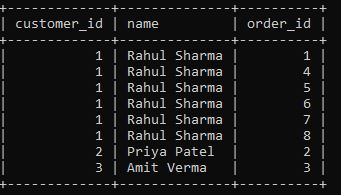 +-------------+--------------+----------+
| customer_id | name         | order_id |
+-------------+--------------+----------+
|           1 | Rahul Sharma |        1 |
|           1 | Rahul Sharma |        4 |
|           1 | Rahul Sharma |        5 |
|           1 | Rahul Sharma |        6 |
|           1 | Rahul Sharma |        7 |
|           1 | Rahul Sharma |        8 |
|           2 | Priya Patel  |        2 |
|           3 | Amit Verma   |        3 |
+-------------+--------------+----------+